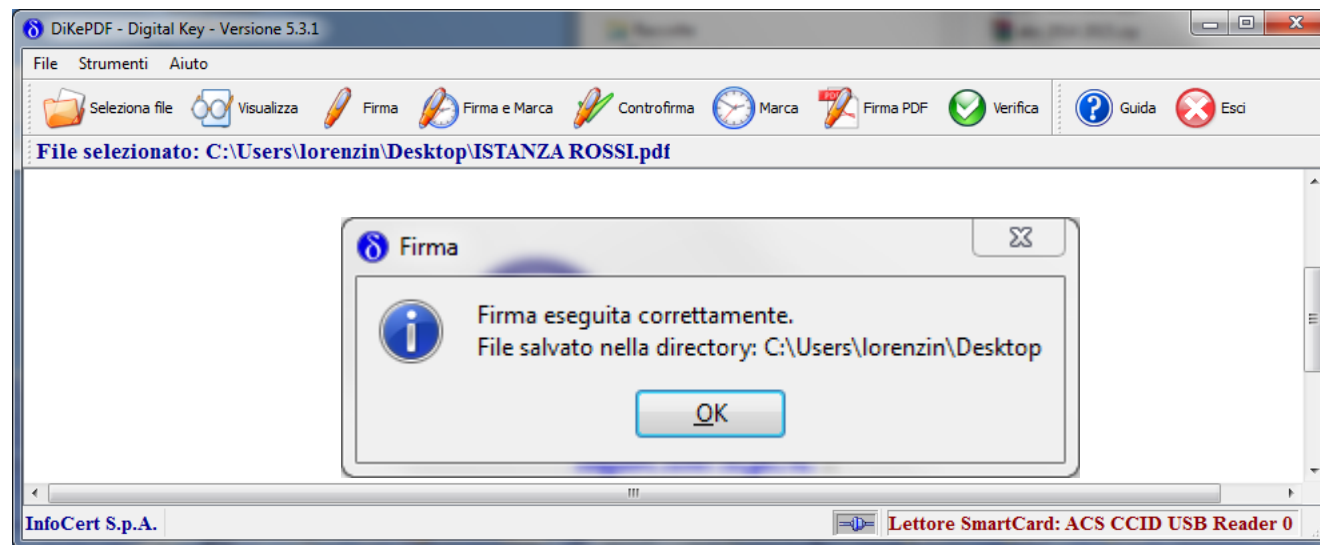 DiKePDF - Digital Key - Versione 5.3.1
File Strumenti Aiuto
Seleziona file Visualizza Firma Firma e Marca Controfirma Marca PDF Firma PDF Verifica Guida Esci
File selezionato: C:\Users\lorenzin\Desktop\ISTANZA ROSSI.pdf
Firma
Firma eseguita correttamente.
File salvato nella directory: C:\Users\lorenzin\Desktop
OK
InfoCert S.p.A. Lettore SmartCard: ACS CCID USB Reader 0